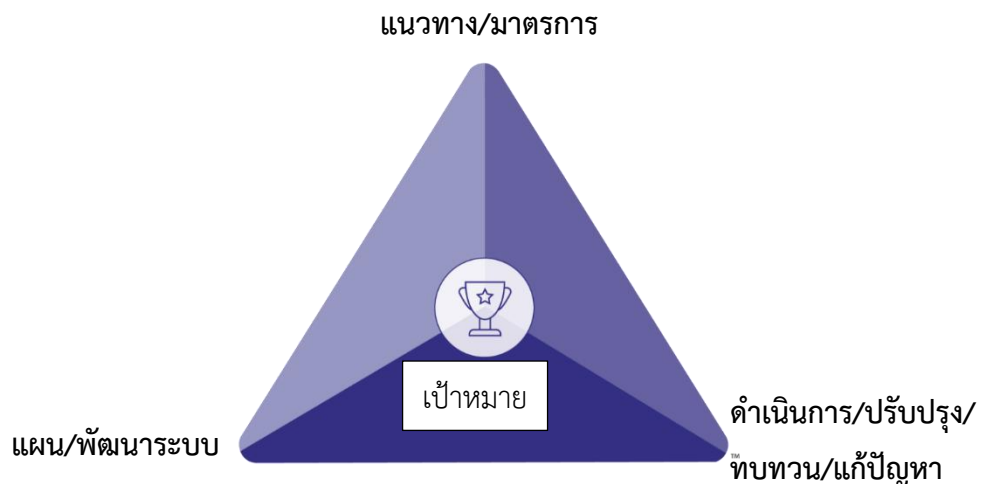 แนวทาง/มาตรการ
เป้าหมาย
แผน/พัฒนาระบบ
ดำเนินการ/ปรับปรุง/
ทบทวน/แก้ปัญหา
™